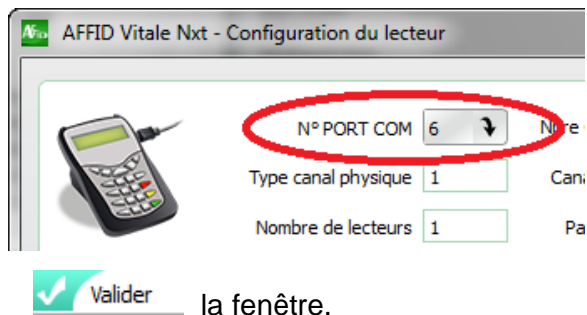 AFFID Vitale Nxt - Configuration du lecteur
N° PORT COM 6
Type canal physique 1
Nombre de lecteurs 1
Valider la fenêtre.